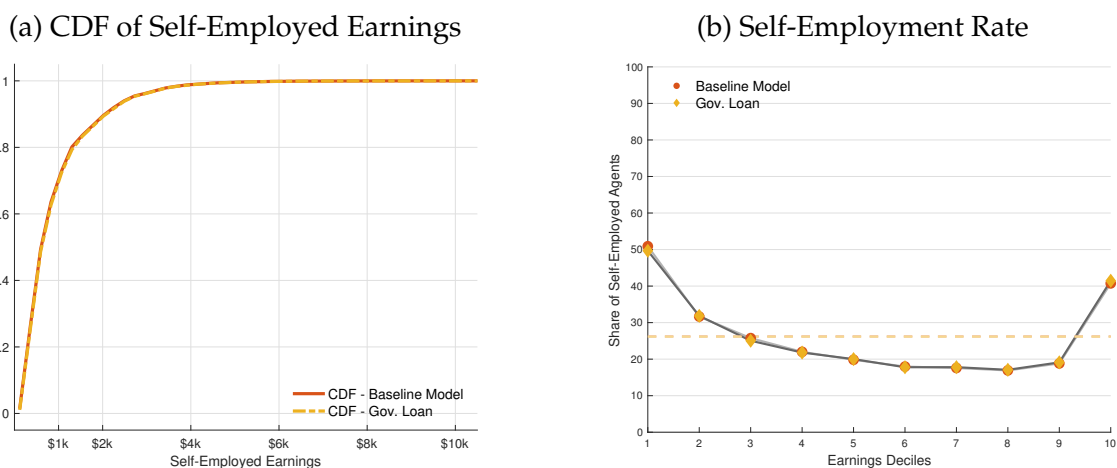 (a) CDF of Self-Employed Earnings
(b) Self-Employment Rate
1
.8
.6
.4
.2
0
$1k
$2k
$4k
$6k
$8k
$10k
Self-Employed Earnings
CDF - Baseline Model
CDF - Gov. Loan
100
90
80
70
60
50
40
30
20
10
0
Share of Self-Employed Agents
Baseline Model
Gov. Loan
1
2
3
4
5
6
7
8
9
10
Earnings Deciles